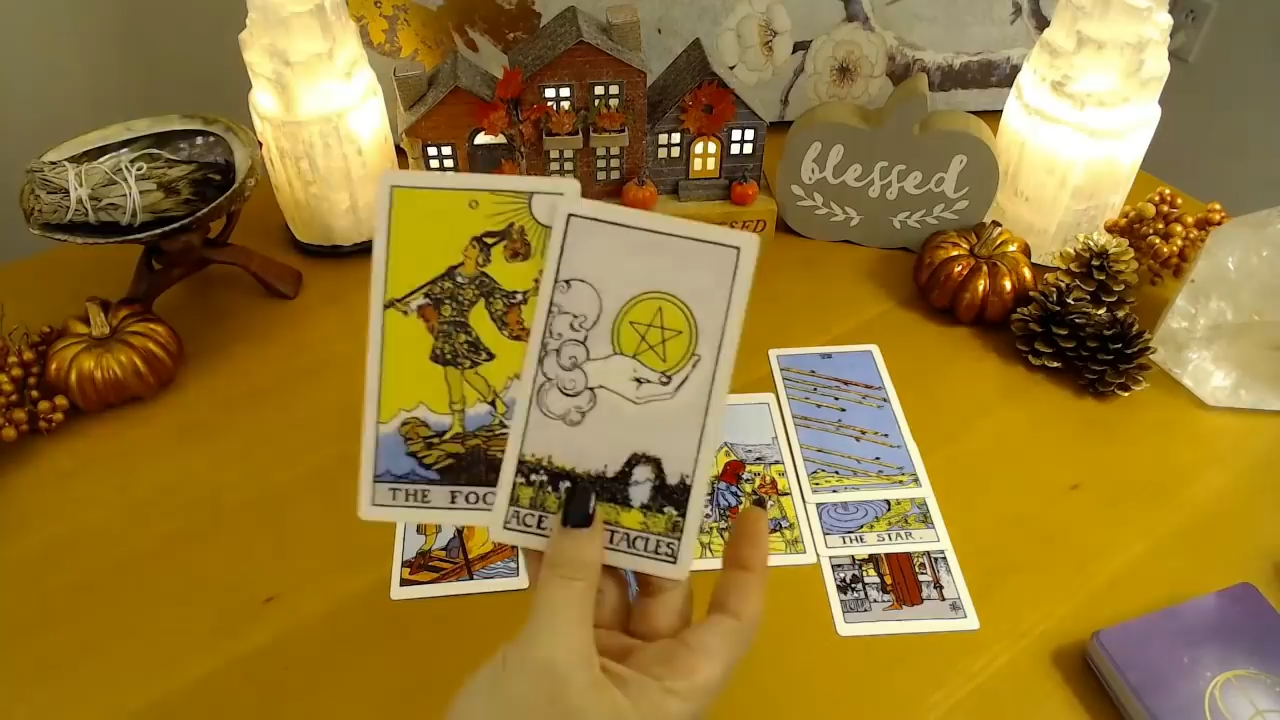 blessed
THE FOO
ACE
TACLES
THE STAR.